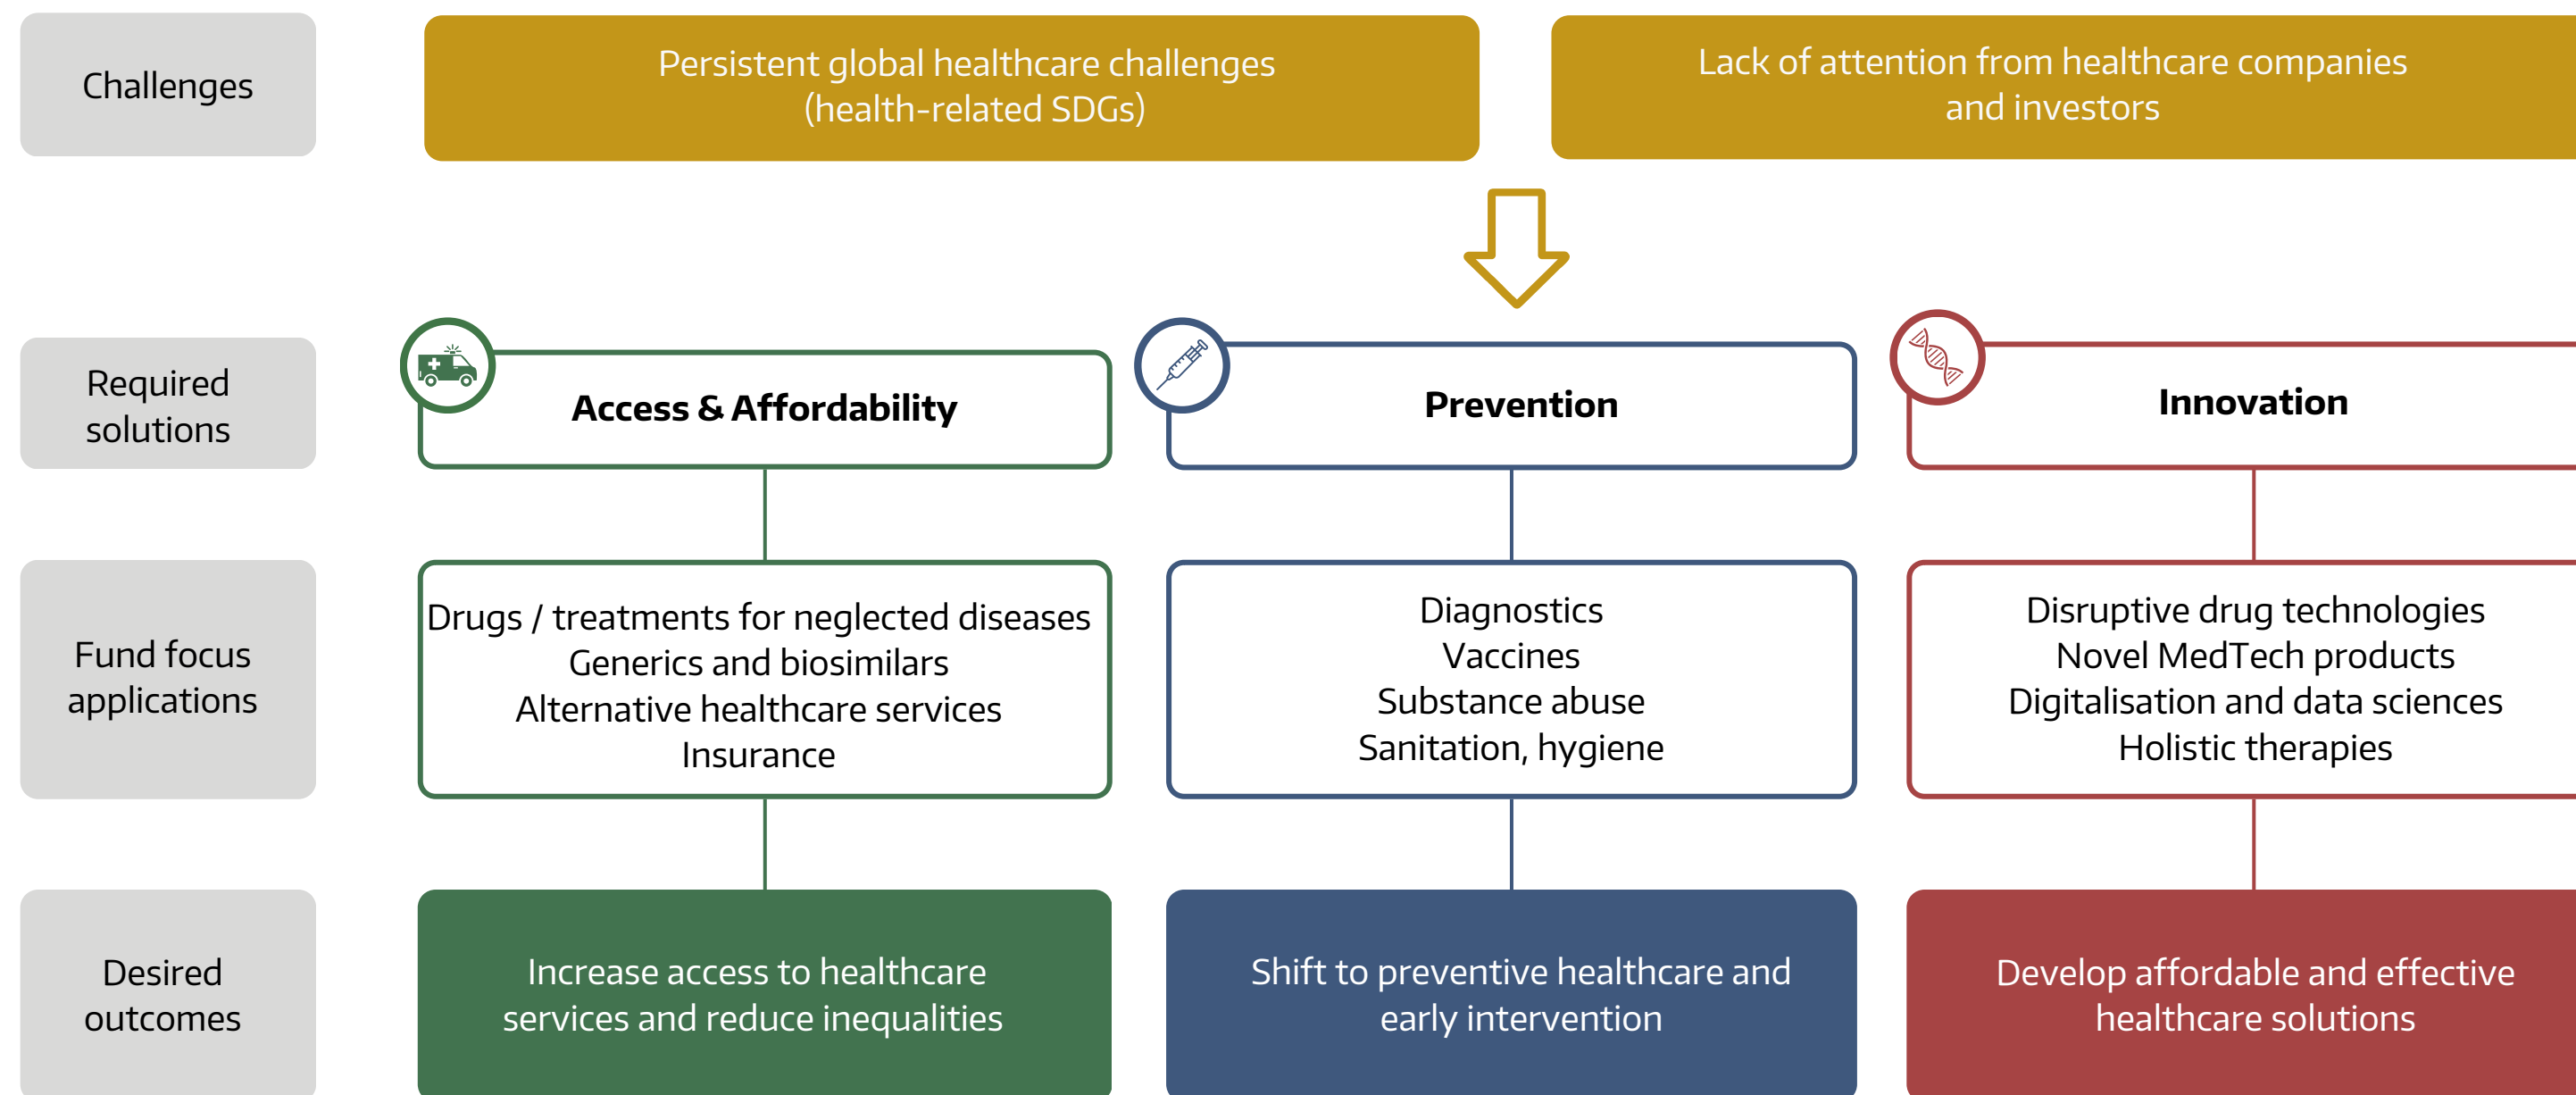 Challenges
Persistent global healthcare challenges
(health-related SDGs)
Lack of attention from healthcare companies
and investors
Required
solutions
Access & Affordability
Prevention
Innovation
Fund focus
applications
Drugs / treatments for neglected diseases
Generics and biosimilars
Alternative healthcare services
Insurance
Diagnostics
Vaccines
Substance abuse
Sanitation, hygiene
Disruptive drug technologies
Novel MedTech products
Digitalisation and data sciences
Holistic therapies
Desired
outcomes
Increase access to healthcare
services and reduce inequalities
Shift to preventive healthcare and
early intervention
Develop affordable and effective
healthcare solutions